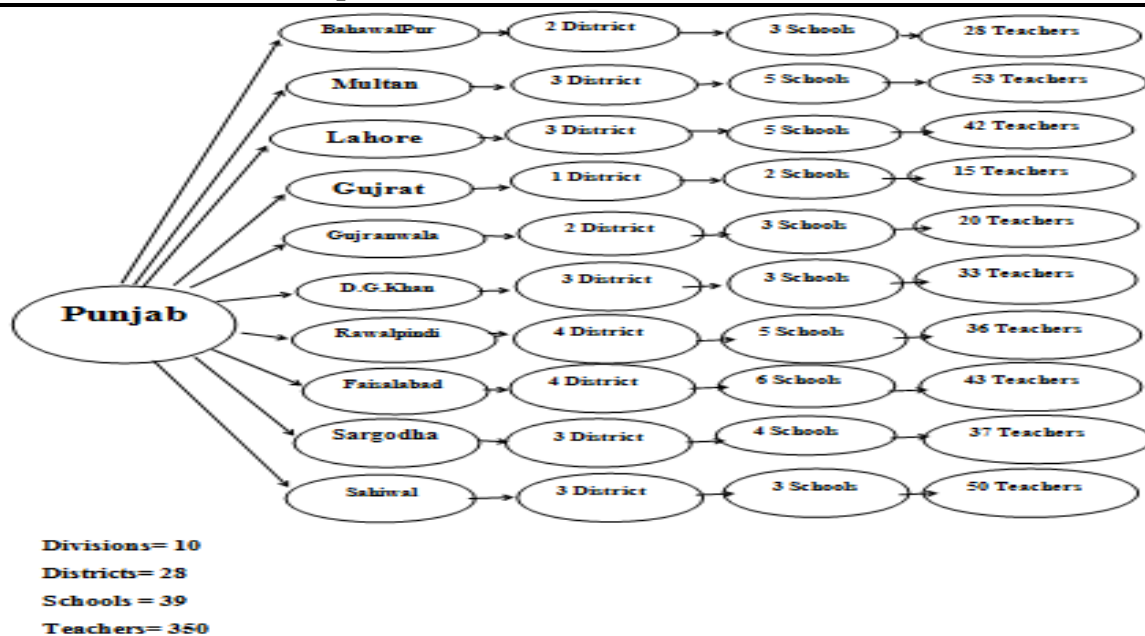 BahawalPur 2 District 3 Schools 28 Teachers
Multan 3 District 5 Schools 53 Teachers
Lahore 3 District 5 Schools 42 Teachers
Gujrat 1 District 2 Schools 15 Teachers
Gujranwala 2 District 3 Schools 20 Teachers
D.G.Khan 3 District 3 Schools 33 Teachers
Punjab
Rawalpindi 4 District 5 Schools 36 Teachers
Faisalabad 4 District 6 Schools 43 Teachers
Sargodha 3 District 4 Schools 37 Teachers
Sahiwal 3 District 3 Schools 50 Teachers
Divisions= 10
Districts= 28
Schools = 39
Teachers= 350